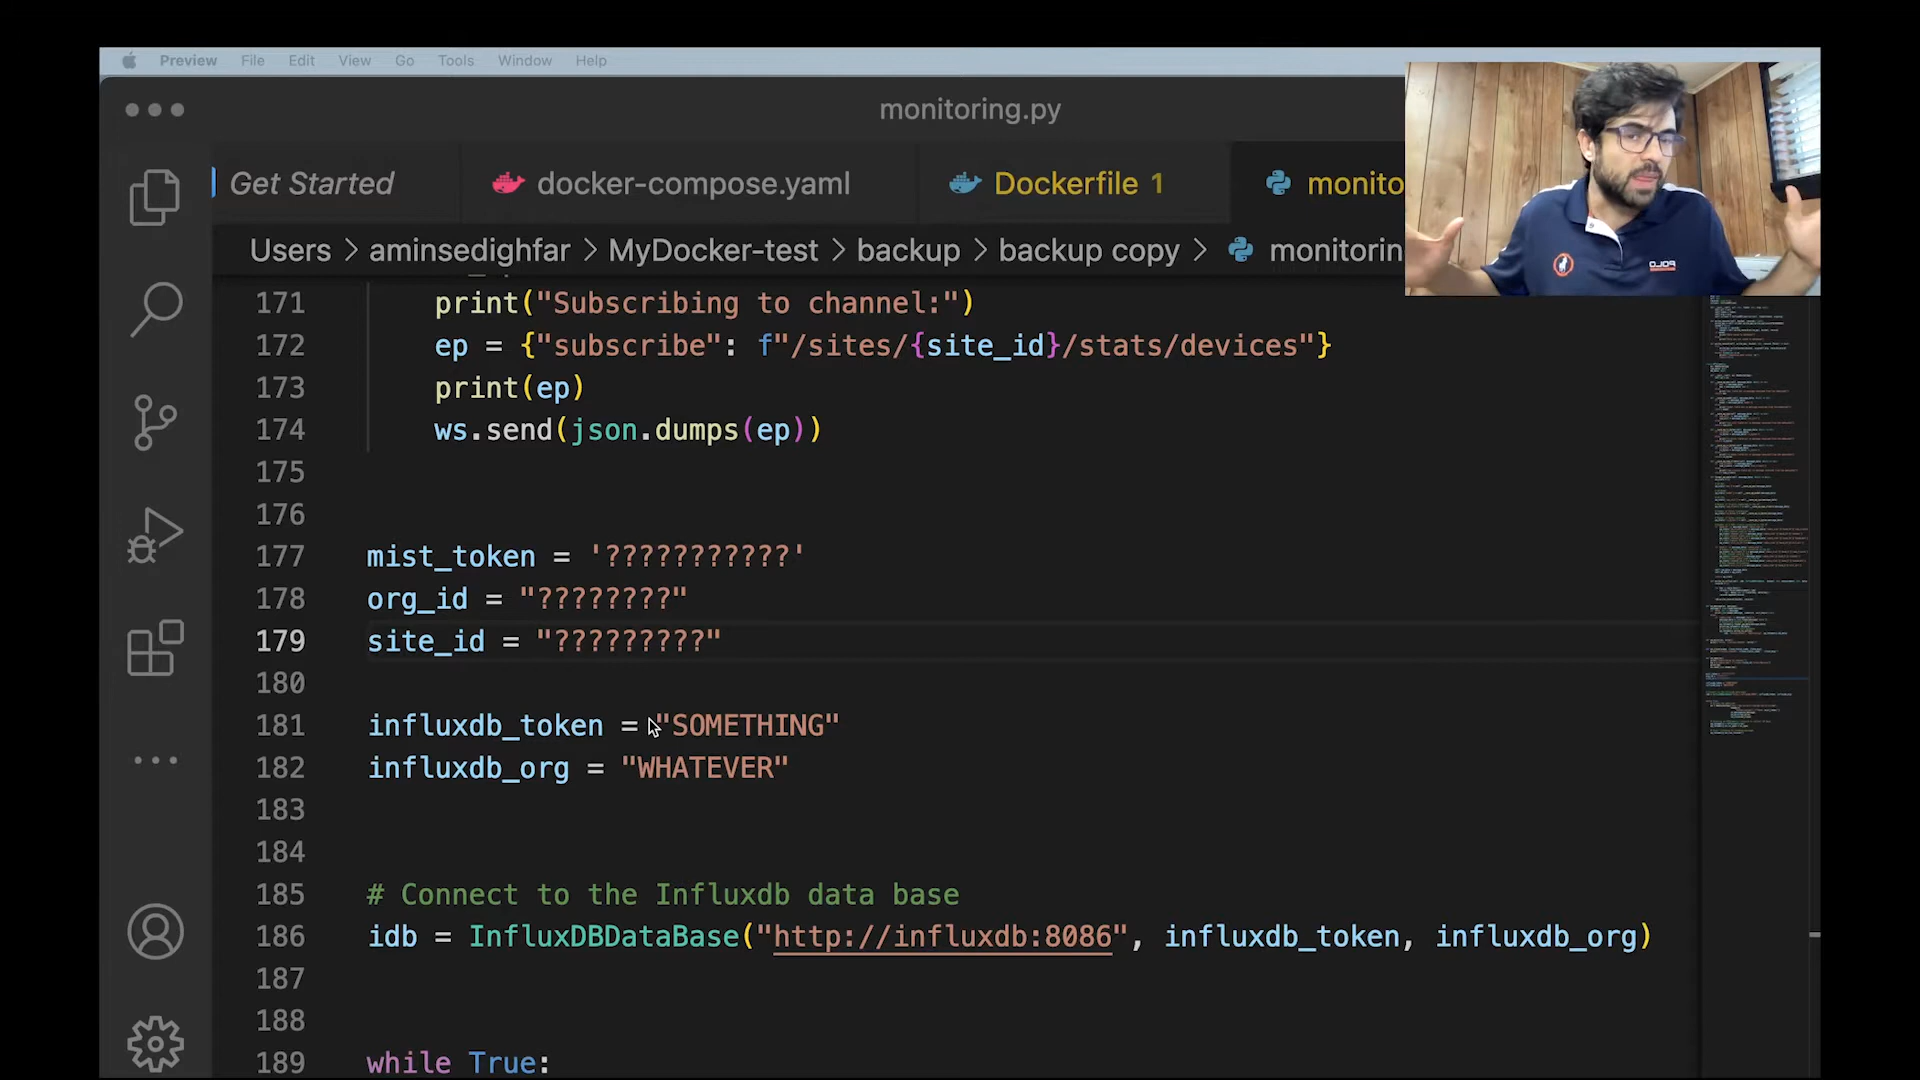 Preview File Edit View Go Tools Window Help
monitoring.py
Get Started docker-compose.yaml Dockerfile 1 monito
Users > aminsedighfar > MyDocker-test > backup > backup copy > monitorin
171 print("Subscribing to channel:")
172 ep = {"subscribe": f"/sites/{site_id}/stats/devices"}
173 print(ep)
174 ws.send(json.dumps(ep))
175
176
177 mist_token = '???????????'
178 org_id = "????????"
179 site_id = "?????????"
180
181 influxdb_token = "SOMETHING"
182 influxdb_org = "WHATEVER"
183
184
185 # Connect to the Influxdb data base
186 idb = InfluxDBDataBase("http://influxdb:8086", influxdb_token, influxdb_org)
187
188
189 while True: